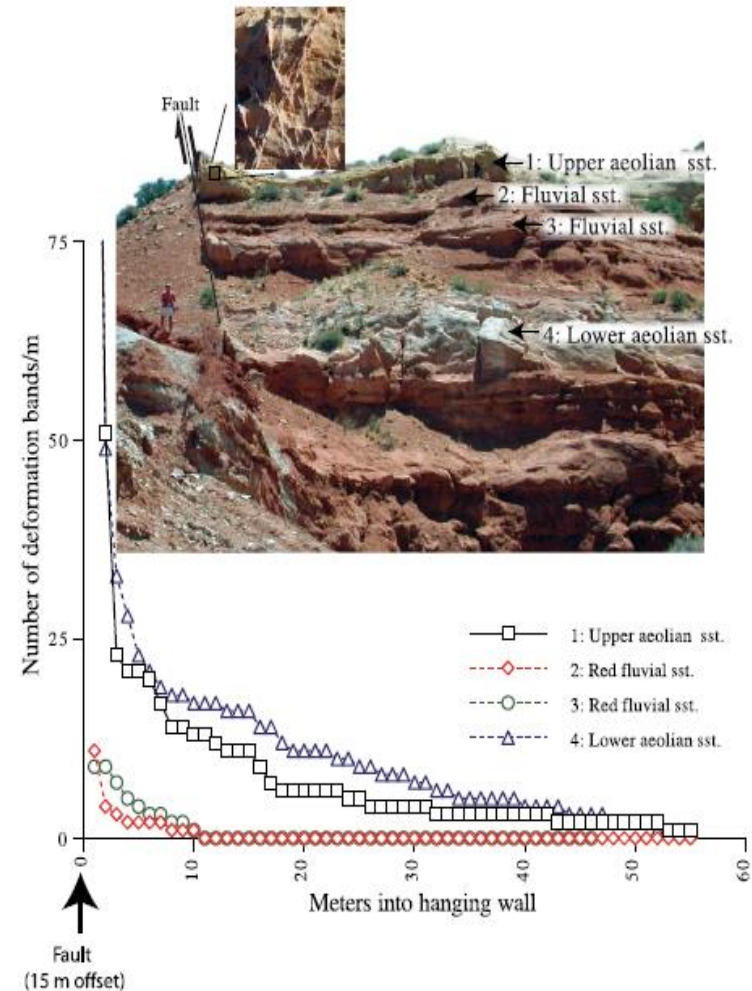 Fault
1: Upper aeolian sst.
2: Fluvial sst.
3: Fluvial sst.
4: Lower aeolian sst.
Number of deformation bands/m
75
50
25
0
1: Upper aeolian sst.
2: Red fluvial sst.
3: Red fluvial sst.
4: Lower aeolian sst.
0 10 20 30 40 50 60
Meters into hanging wall
Fault
(15 m offset)